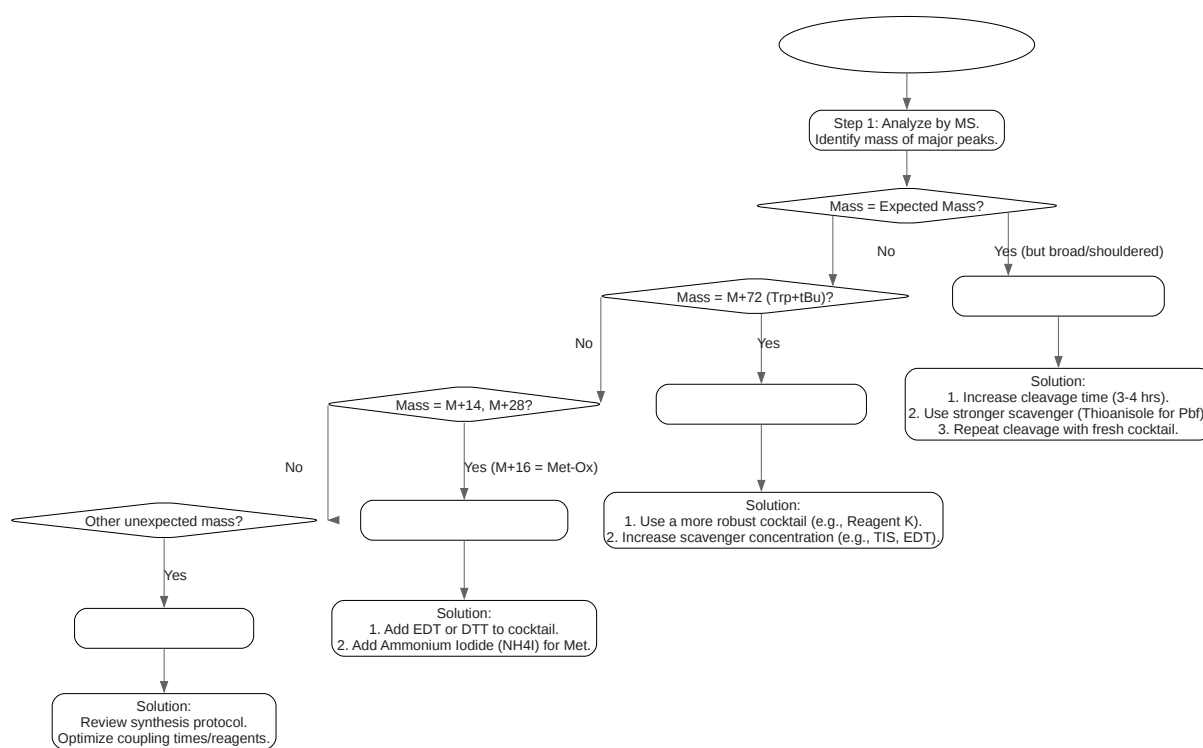 Step 1: Analyze by MS.
Identify mass of major peaks.
Mass = Expected Mass?
No
Yes (but broad/shouldered)
Mass = M+72 (Trp+tBu)?
No
Yes
Solution:
1. Increase cleavage time (3-4 hrs).
2. Use stronger scavenger (Thioanisole for Pbf)
3. Repeat cleavage with fresh cocktail.
Mass = M+14, M+28?
No
Yes (M+16 = Met-Ox)
Solution:
1. Use a more robust cocktail (e.g., Reagent K).
2. Increase scavenger concentration (e.g., TIS, EDT).
Other unexpected mass?
Yes
Solution:
1. Add EDT or DTT to cocktail.
2. Add Ammonium Iodide (NH4I) for Met.
Solution:
Review synthesis protocol.
Optimize coupling times/reagents.